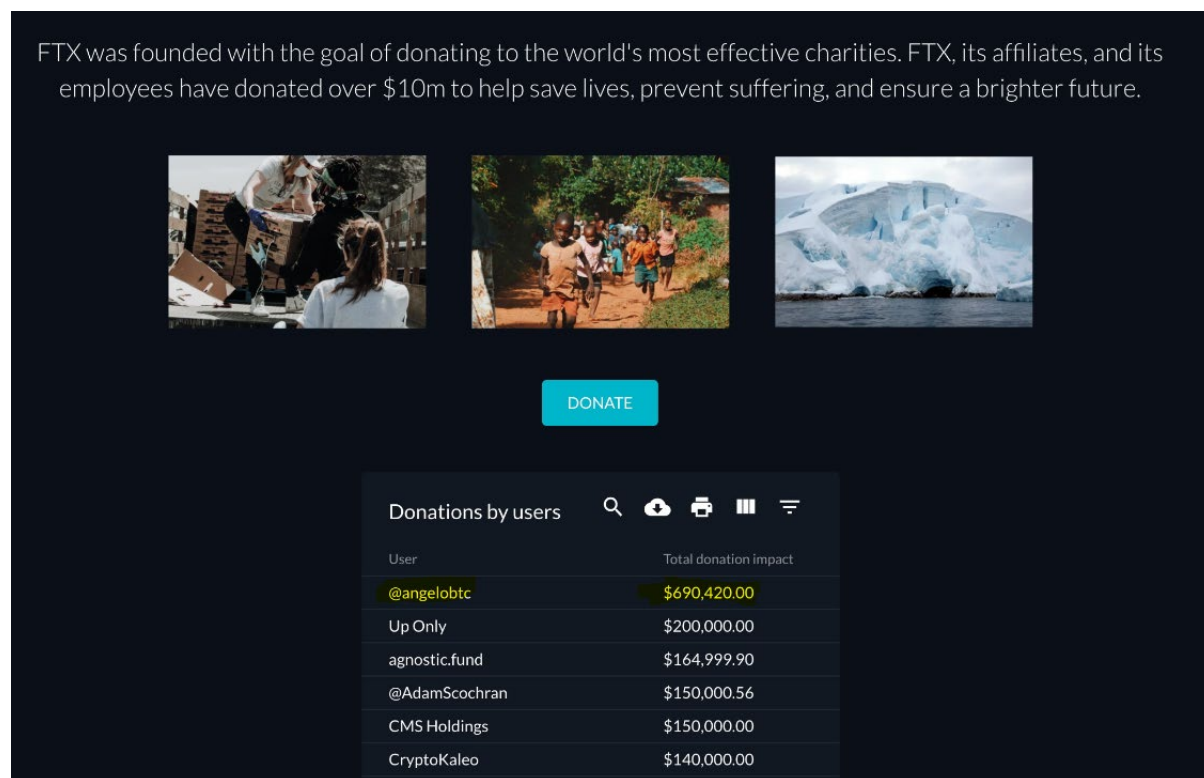 FTX was founded with the goal of donating to the world's most effective charities. FTX, its affiliates, and its
employees have donated over $10m to help save lives, prevent suffering, and ensure a brighter future.
DONATE
Donations by users
User Total donation impact
@angelobtc $690,420.00
Up Only $200,000.00
agnostic.fund $164,999.90
@AdamScochran $150,000.56
CMS Holdings $150,000.00
CryptoKaleo $140,000.00